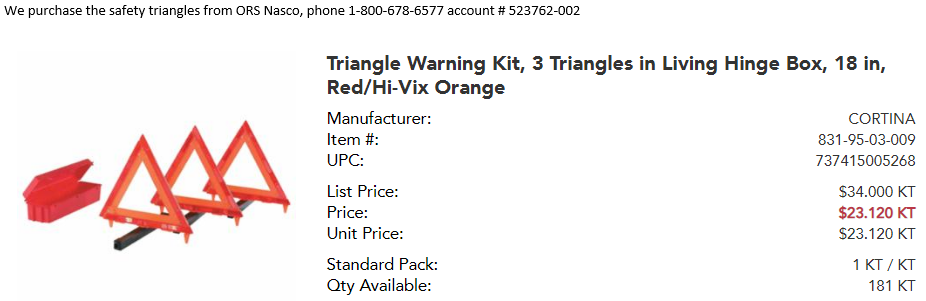 We purchase the safety triangles from ORS Nasco, phone 1-800-678-6577 account # 523762-002
Triangle Warning Kit, 3 Triangles in Living Hinge Box, 18 in,
Red/Hi-Vix Orange
Manufacturer: CORTINA
Item #: 831-95-03-009
UPC: 737415005268
List Price: $34.000 KT
Price: $23.120 KT
Unit Price: $23.120 KT
Standard Pack: 1 KT / KT
Qty Available: 181 KT